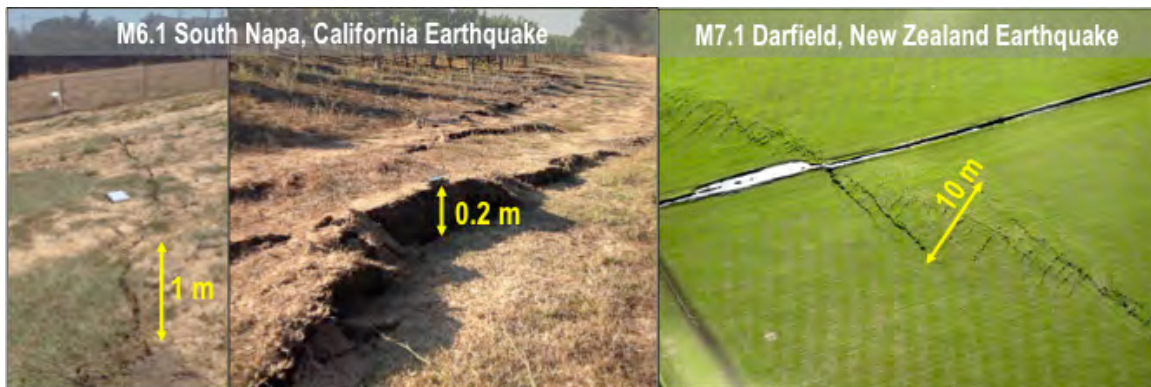 M6.1 South Napa, California Earthquake
M7.1 Darfield, New Zealand Earthquake
1 m
0.2 m
10 m